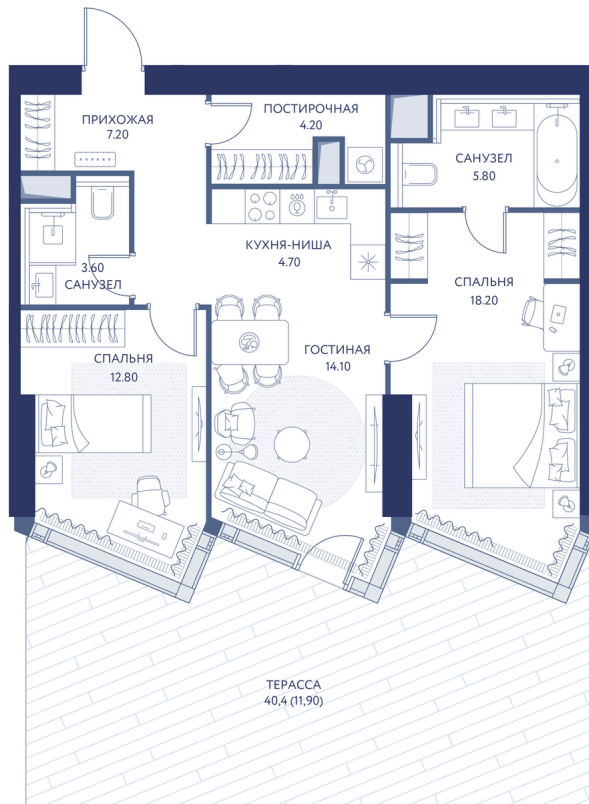 ПРИХОЖАЯ
7.20
ПОСТИРОЧНАЯ
4.20
САНУЗЕЛ
5.80
3.60
САНУЗЕЛ
КУХНЯ-НИША
4.70
СПАЛЬНЯ
18.20
СПАЛЬНЯ
12.80
ГОСТИНАЯ
14.10
ТЕРАССА
40,4 (11,90)